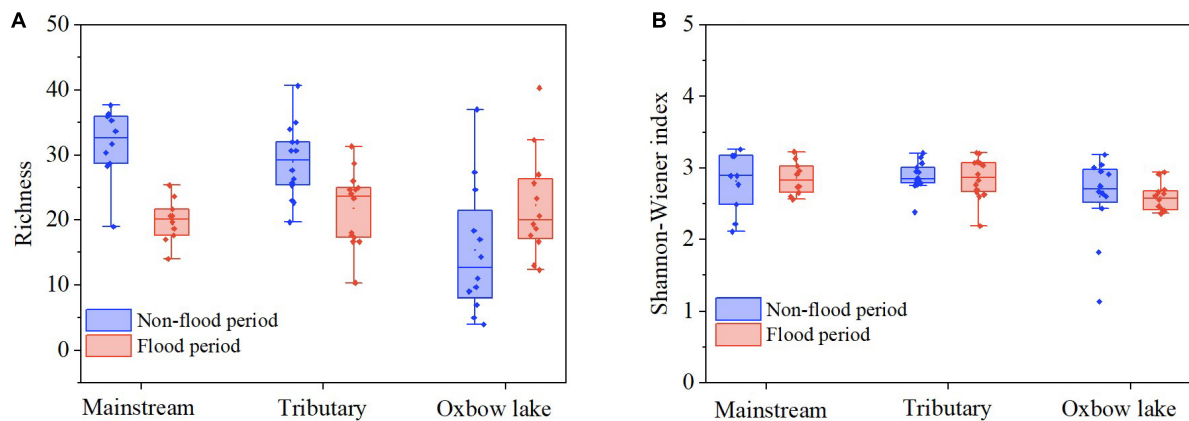 A
Richness
50
40
30
20
10
0
Non-flood period
Flood period
Mainstream
Tributary
Oxbow lake
B
Shannon-Wiener index
5
4
3
2
1
5
Non-flood period
Flood period
Mainstream
Tributary
Oxbow lake